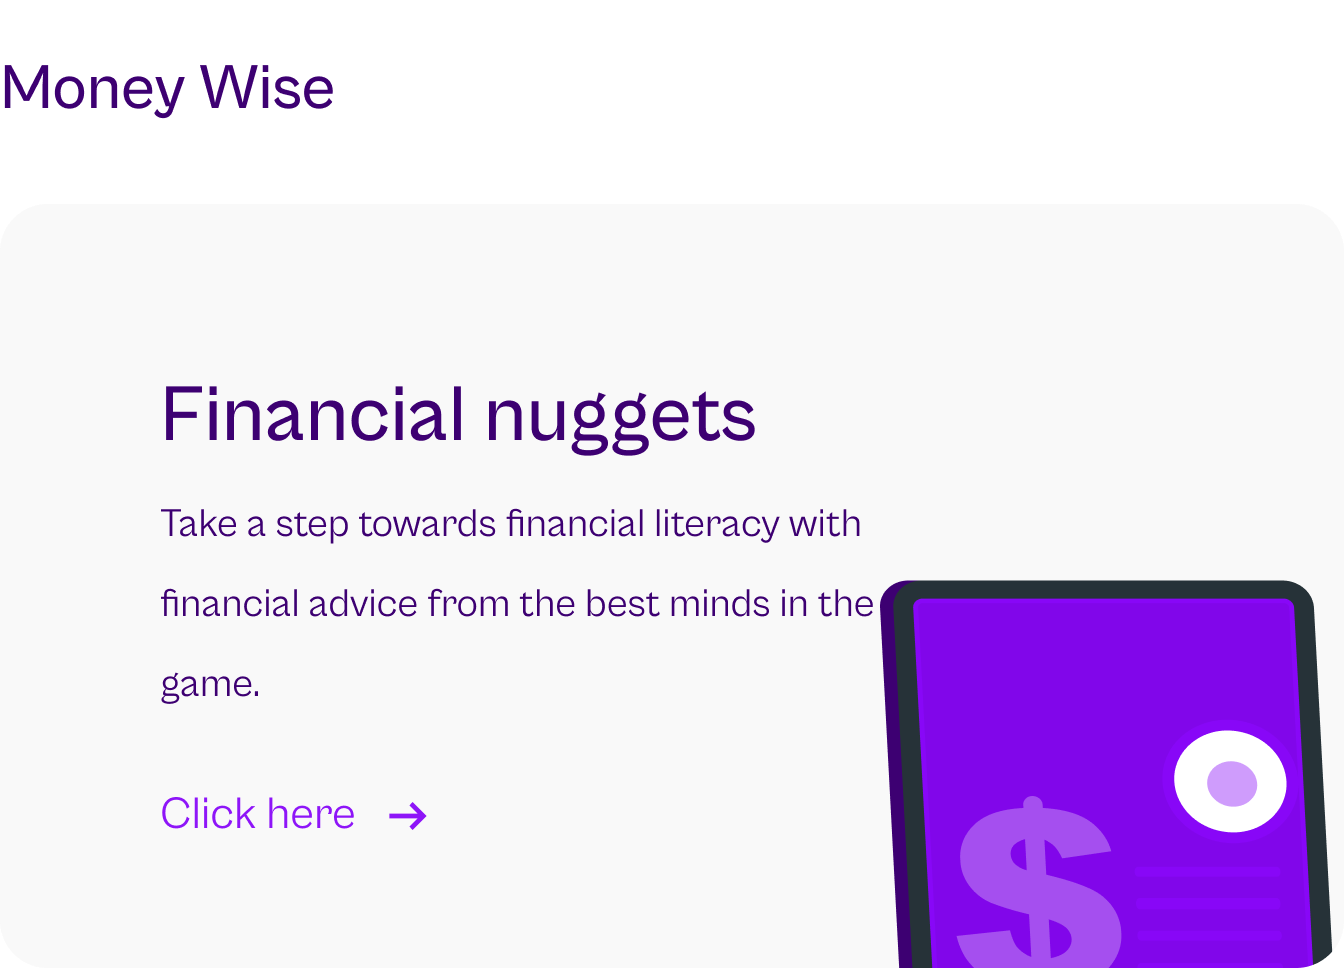 Money Wise
Financial nuggets
Take a step towards financial literacy with
financial advice from the best minds in the
game.
Click here →
$